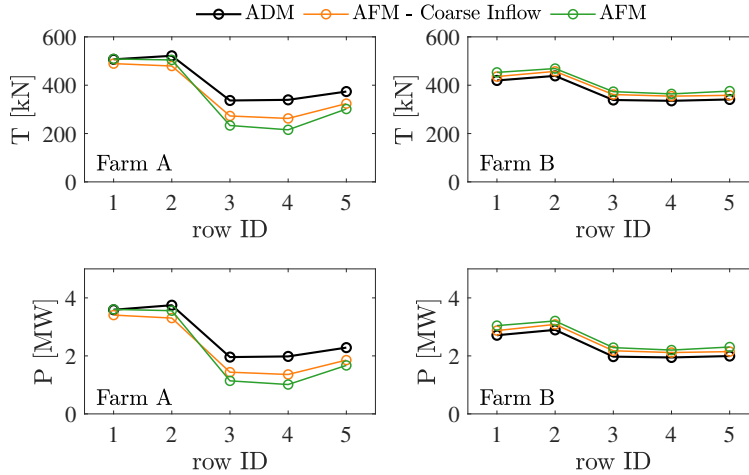 ADM AFM - Coarse Inflow AFM
600
400
200
0
T [kN]
Farm A
1 2 3 4 5
row ID
600
400
200
0
T [kN]
Farm B
1 2 3 4 5
row ID
4
2
0
P [MW]
Farm A
1 2 3 4 5
row ID
4
2
0
P [MW]
Farm B
1 2 3 4 5
row ID